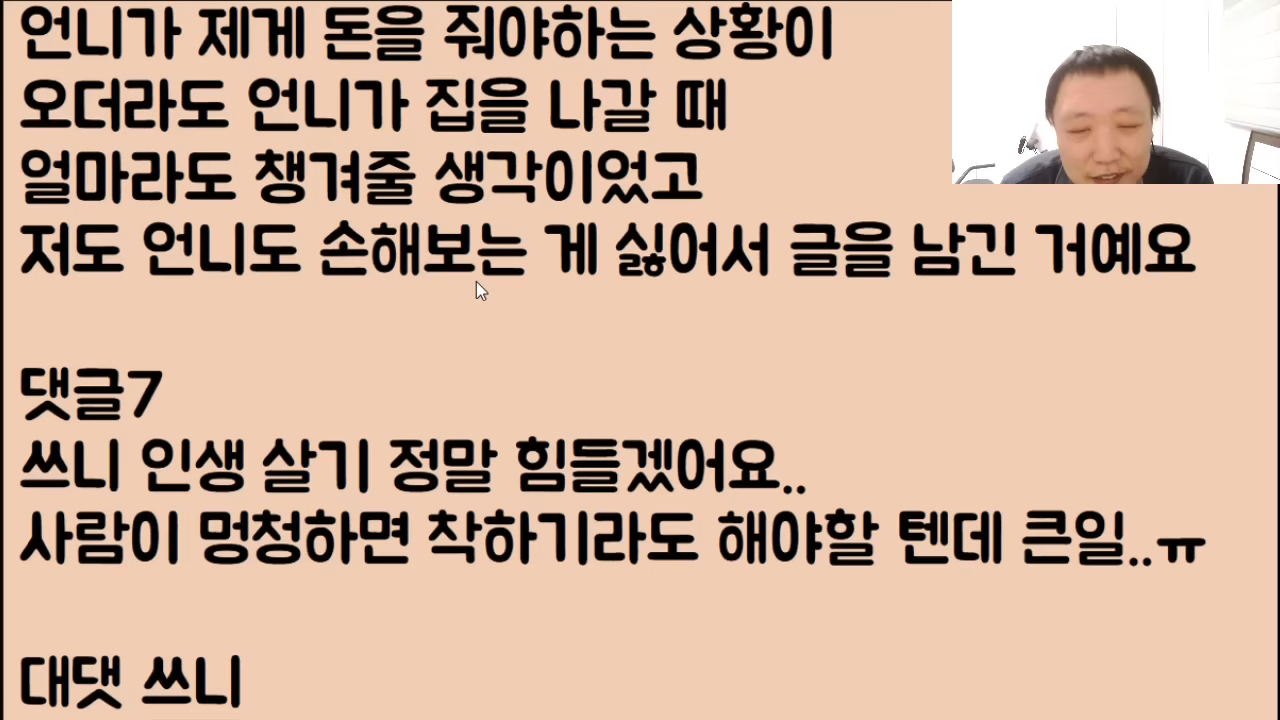 언니가 제게 돈을 줘야하는 상황이
오더라도 언니가 집을 나갈 때
얼마라도 챙겨줄 생각이었고
저도 언니도 손해보는 게 싫어서 글을 남긴 거예요
댓글7
쓰니 인생 살기 정말 힘들겠어요..
사람이 멍청하면 착하기라도 해야할 텐데 큰일..ㅠ
대댓 쓰니